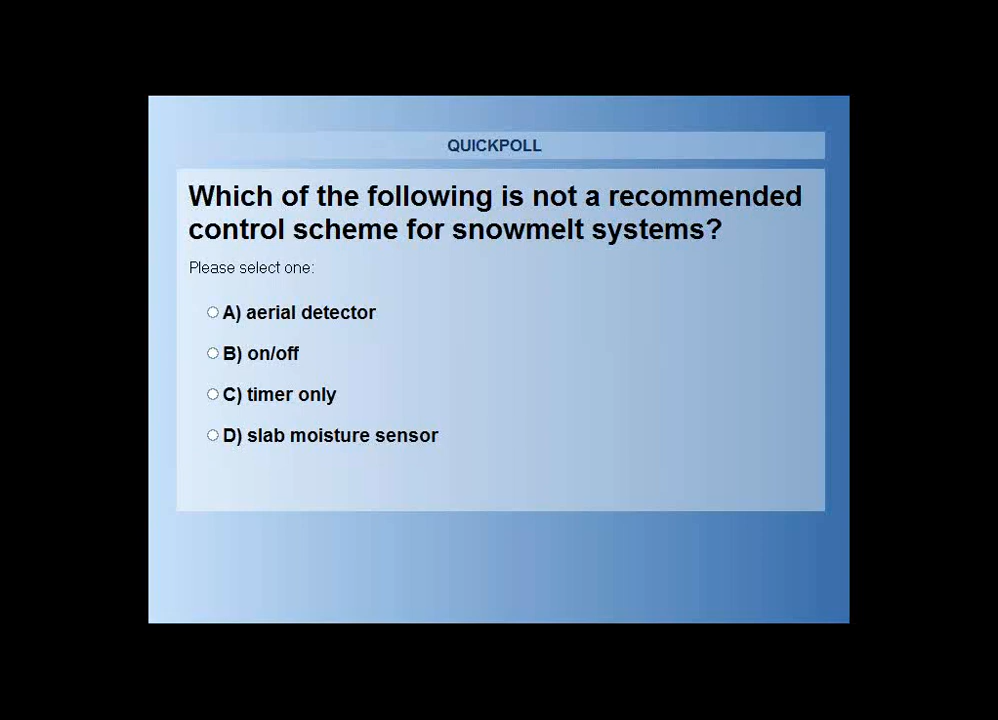 QUICKPOLL
Which of the following is not a recommended
control scheme for snowmelt systems?
Please select one:
A) aerial detector
B) on/off
C) timer only
D) slab moisture sensor